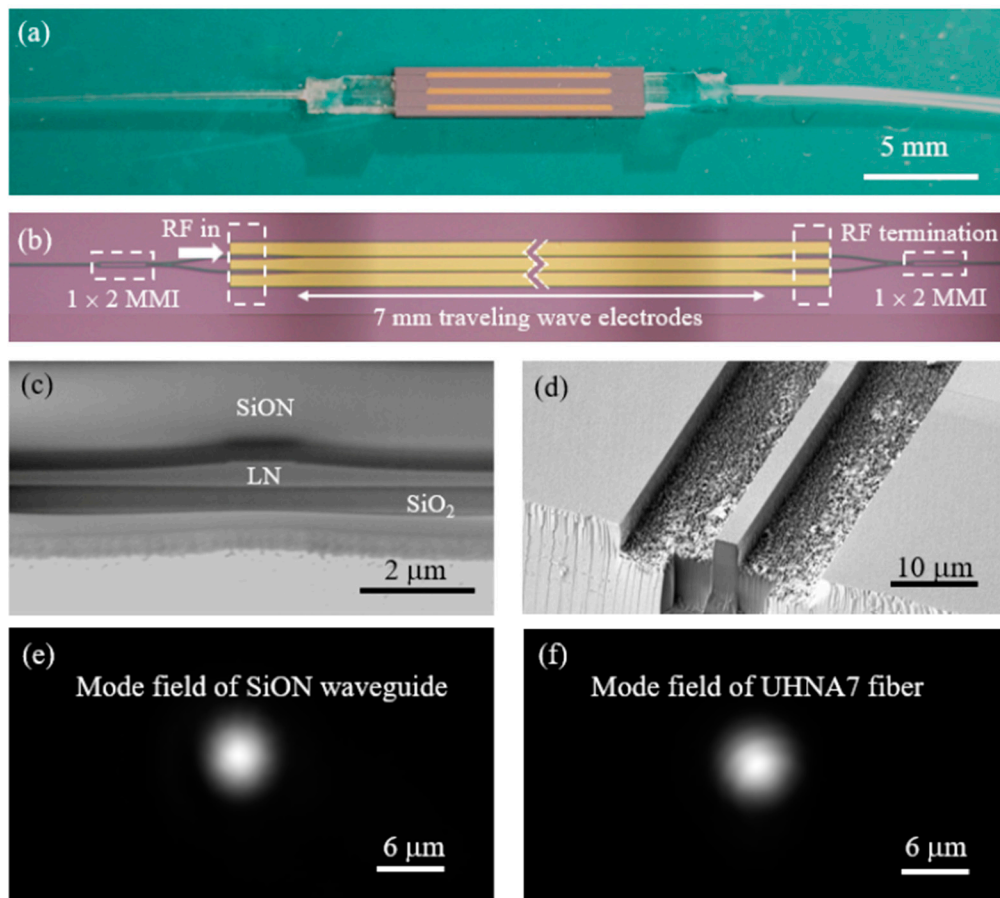 (a)
5 mm
(b)
RF in
RF termination
1 × 2 MMI
1 × 2 MMI
7 mm traveling wave electrodes
(c)
SiON
LN
SiO₂
2 μm
(d)
10 μm
(e)
Mode field of SiON waveguide
6 μm
(f)
Mode field of UHNA7 fiber
6 μm